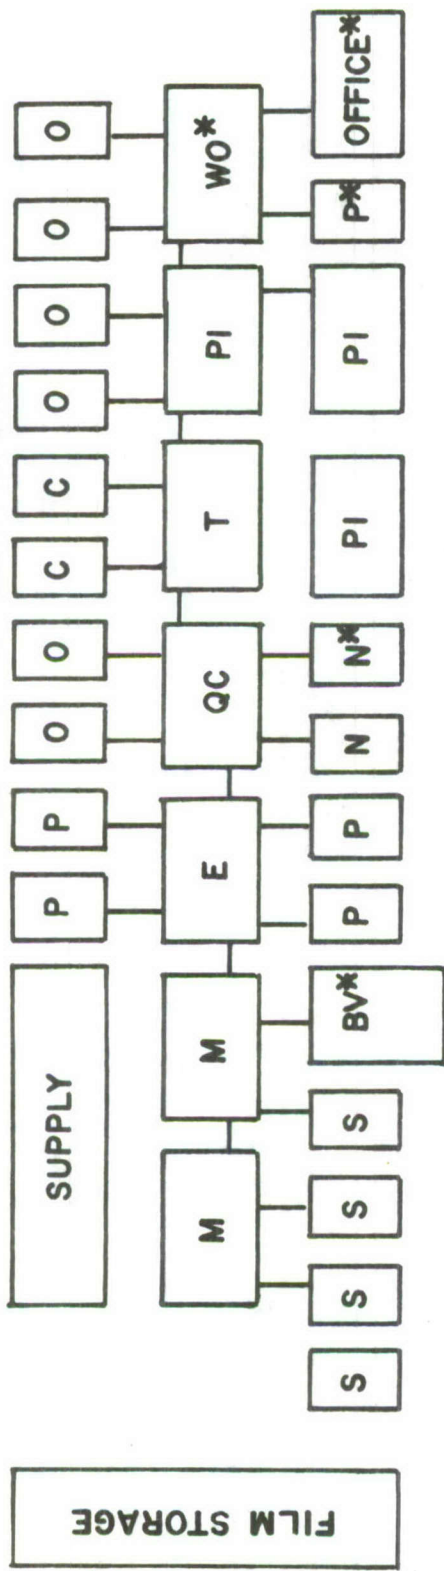 FILM STORAGE
SUPPLY P P O O C C O O O O
M M E QC T PI WO*
S S S S BV* P P N N* PI PI P* OFFICE*